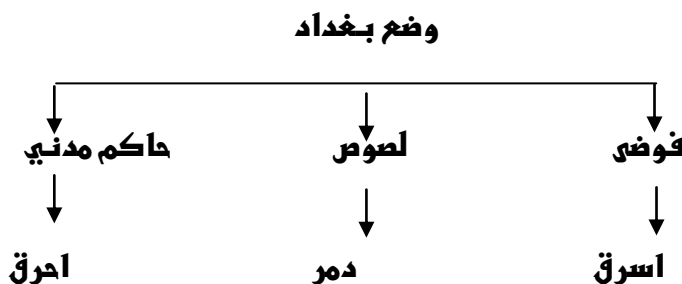 وضع بغداد
فوضى لصوص حاكم مدني
اسرق دمر احرق